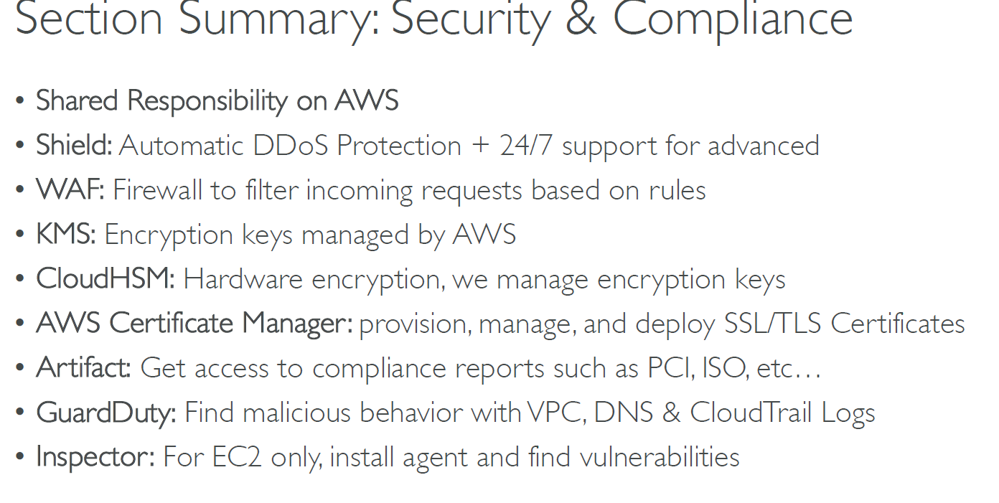 Section Summary: Security & Compliance
• Shared Responsibility on AWS
• Shield: Automatic DDoS Protection + 24/7 support for advanced
• WAF: Firewall to filter incoming requests based on rules
• KMS: Encryption keys managed by AWS
• CloudHSM: Hardware encryption, we manage encryption keys
• AWS Certificate Manager: provision, manage, and deploy SSL/TLS Certificates
• Artifact: Get access to compliance reports such as PCI, ISO, etc…
• GuardDuty: Find malicious behavior with VPC, DNS & CloudTrail Logs
• Inspector: For EC2 only, install agent and find vulnerabilities